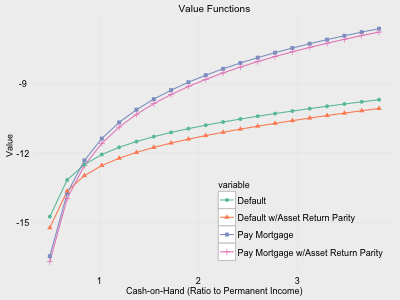 Value Functions
Value
-9
-12
-15
variable
Default
Default w/Asset Return Parity
Pay Mortgage
Pay Mortgage w/Asset Return Parity
1
2
3
Cash-on-Hand (Ratio to Permanent Income)